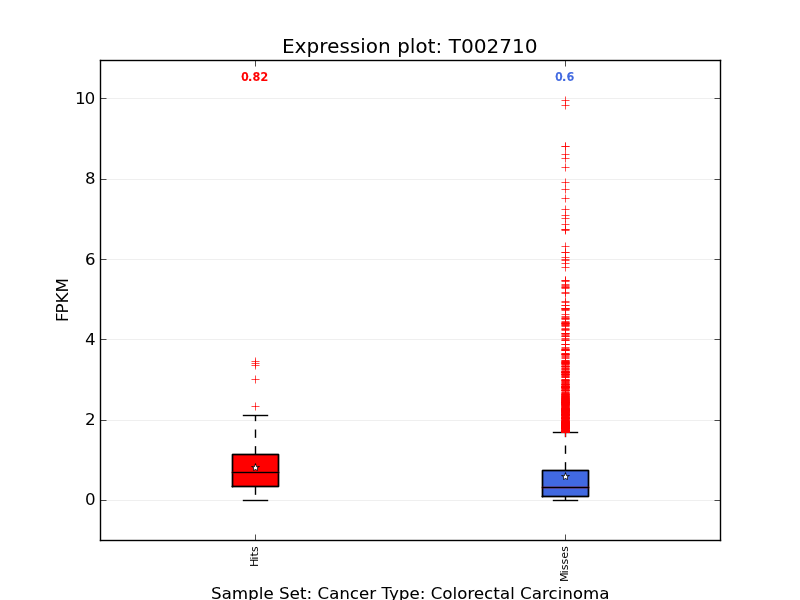 Expression plot: T002710
0.82
0.6
10
8
6
4
2
0
FPKM
Hits
Misses
Sample Set: Cancer Type: Colorectal Carcinoma